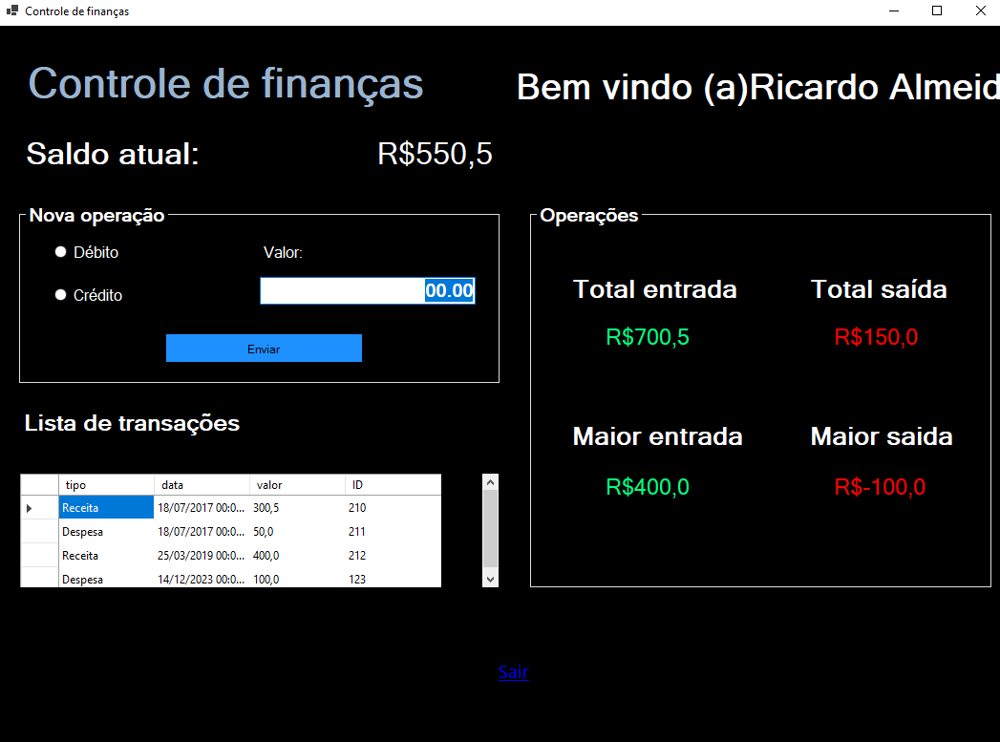 Controle de finanças
Controle de finanças
Bem vindo (a)Ricardo Almeid
Saldo atual: R$550,5
Nova operação
Débito
Valor:
Crédito
00.00
Enviar
Operações
Total entrada Total saída
R$700,5 R$150,0
Maior entrada Maior saida
R$400,0 R$-100,0
Lista de transações
tipo data valor ID
Receita 18/07/2017 00:0... 300,5 210
Despesa 18/07/2017 00:0... 50,0 211
Receita 25/03/2019 00:0... 400,0 212
Despesa 14/12/2023 00:0... 100,0 123
Sair